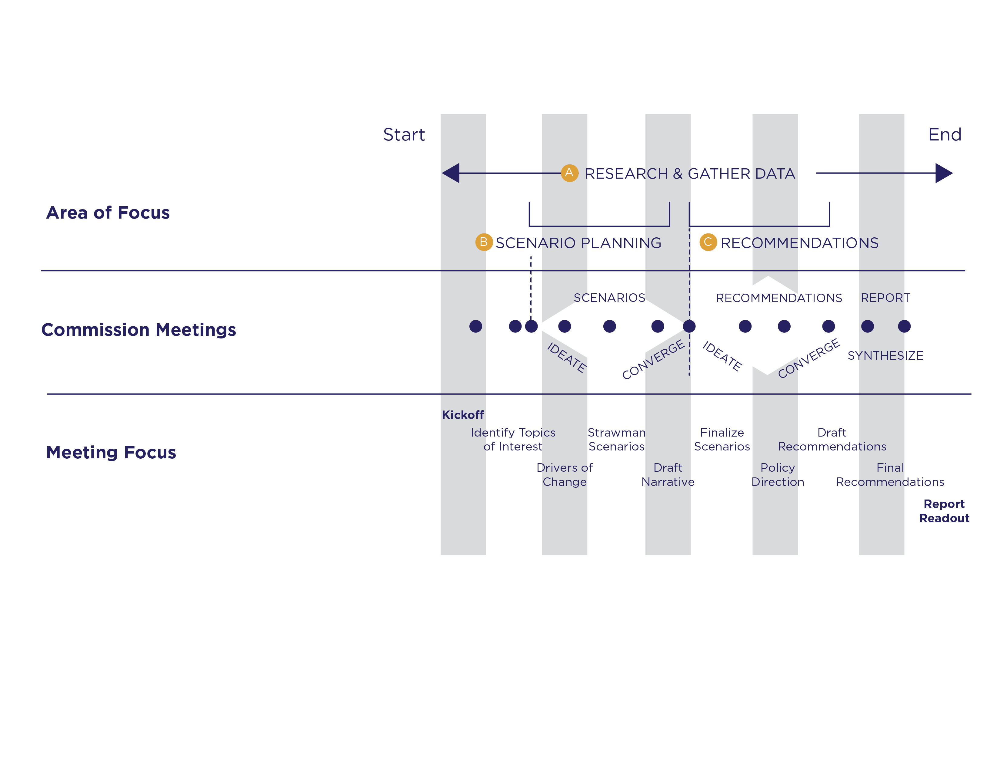 Start
End
A RESEARCH & GATHER DATA
Area of Focus
B SCENARIO PLANNING
C RECOMMENDATIONS
SCENARIOS
RECOMMENDATIONS
REPORT
Commission Meetings
IDEATE
CONVERGE
IDEATE
CONVERGE
SYNTHESIZE
Meeting Focus
Kickoff
Identify Topics
of Interest
Drivers of
Change
Strawman
Scenarios
Draft
Narrative
Finalize
Scenarios
Policy
Direction
Draft
Recommendations
Final
Recommendations
Report
Readout